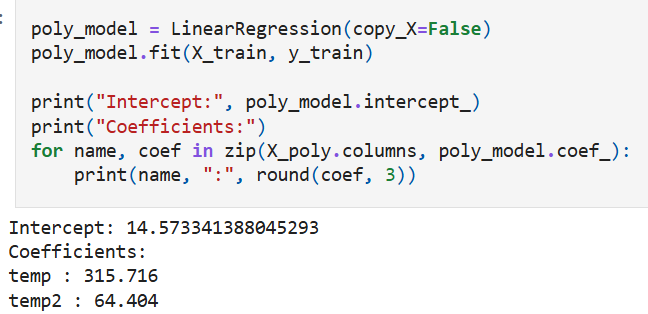 :
poly_model = LinearRegression(copy_X=False)
poly_model.fit(X_train, y_train)
print("Intercept:", poly_model.intercept_)
print("Coefficients:")
for name, coef in zip(X_poly.columns, poly_model.coef_):
    print(name, ":", round(coef, 3))
Intercept: 14.573341388045293
Coefficients:
temp : 315.716
temp2 : 64.404